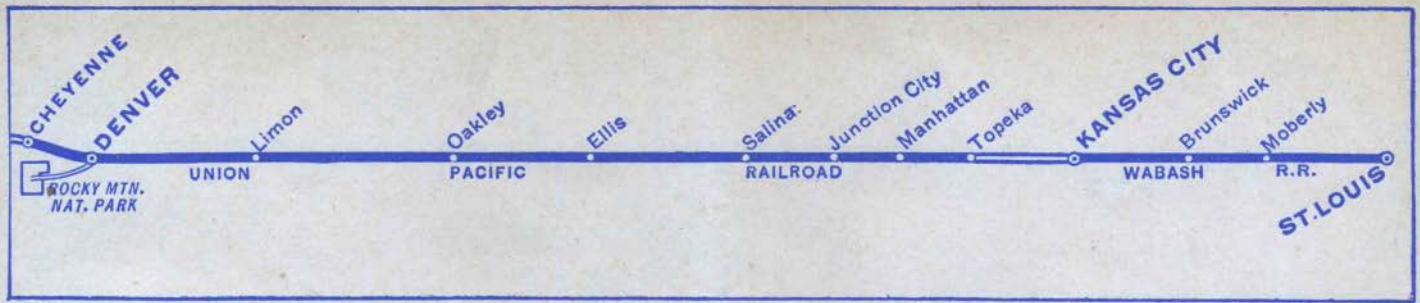 CHEYENNE
DENVER
Limon
Oakley
Ellis
Salina.
Junction City
Manhattan
Topeka
KANSAS CITY
Brunswick
Moberly
ST. LOUIS
UNION PACIFIC RAILROAD WABASH R.R.
ROCKY MTN.
NAT. PARK